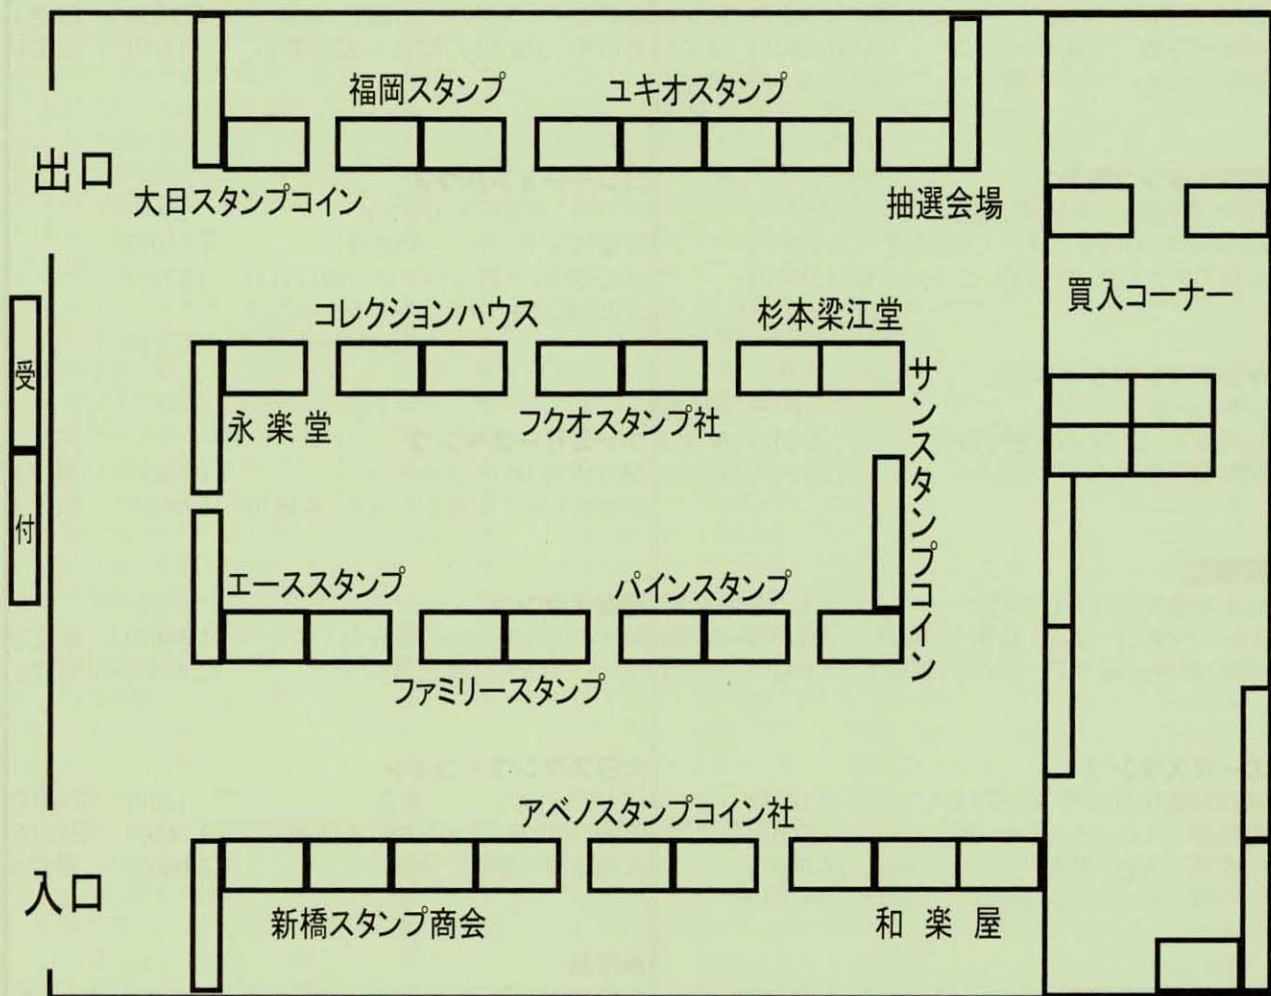 福岡スタンプ
ユキオスタンプ
出口
大日スタンプコイン
抽選会場
買入コーナー
コレクションハウス
杉本梁江堂
受付
永楽堂
フクオスタンプ社
サンスタンプコイン
エーススタンプ
パインスタンプ
ファミリースタンプ
アベノスタンプコイン社
入口
新橋スタンプ商会
和楽屋